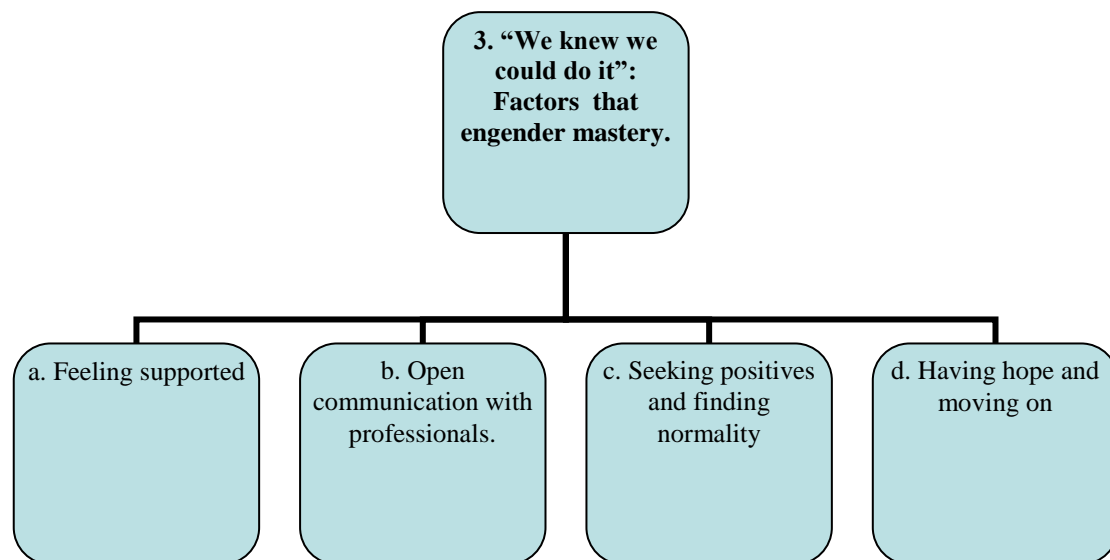 3. “We knew we
could do it”:
Factors  that
engender mastery.
a. Feeling supported
b. Open
communication with
professionals.
c. Seeking positives
and finding
normality
d. Having hope and
moving on